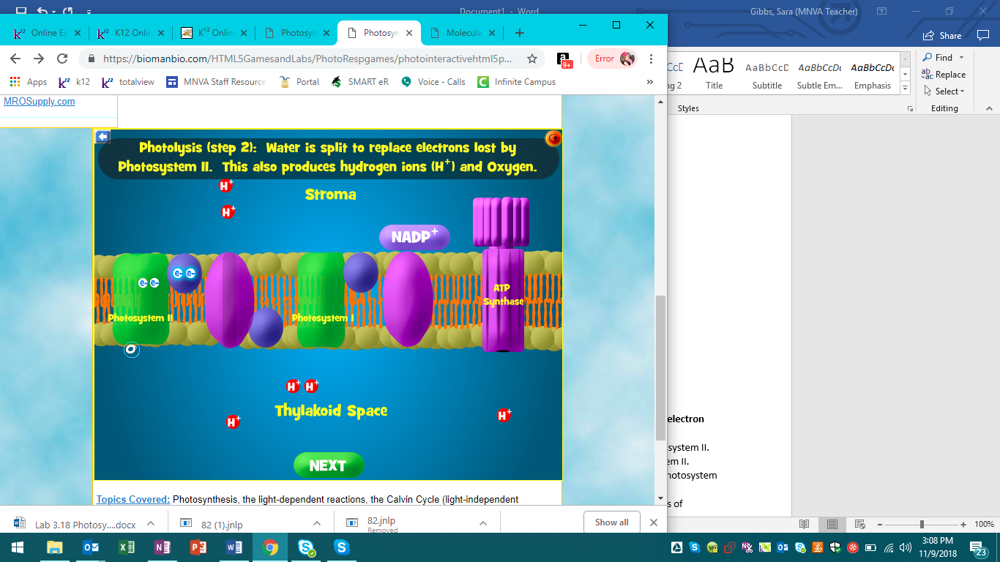 Document1 - Word
Gibbs, Sara (MNVA Teacher)
Online Ed
K12 Onlin
K¹² Onlin
Photosyn
Photosyn
Molecula
Share
https://biomanbio.com/HTML5GamesandLabs/PhotoRespgames/photointeractivehtml5p...
a
9+
Error
Apps
k12
totalview
MNVA Staff Resource
Portal
SMART eR
Voice - Calls
Infinite Campus
»
AaB
AaBbCcD
AaBbCcDc
AaBbCcDc
ng 2
Title
Subtitle
Subtle Em...
Emphasis
Styles
Find
Replace
Select
Editing
MROSupply.com
Photolysis (step 2): Water is split to replace electrons lost by
Photosystem II. This also produces hydrogen ions (H⁺) and Oxygen.
H⁺
Stroma
H⁺
NADP⁺
e- e-
e- e-
ATP
Synthase
Photosystem II
Photosystem I
O
H⁺ H⁺
Thylakoid Space
H⁺
H⁺
NEXT
electron
system II.
em II.
hotosystem
s of
Topics Covered: Photosynthesis, the light-dependent reactions, the Calvin Cycle (light-independent
Lab 3.18 Photosy....docx
82 (1).jnlp
82.jnlp
Removed
Show all
100%
3:08 PM
11/9/2018
23